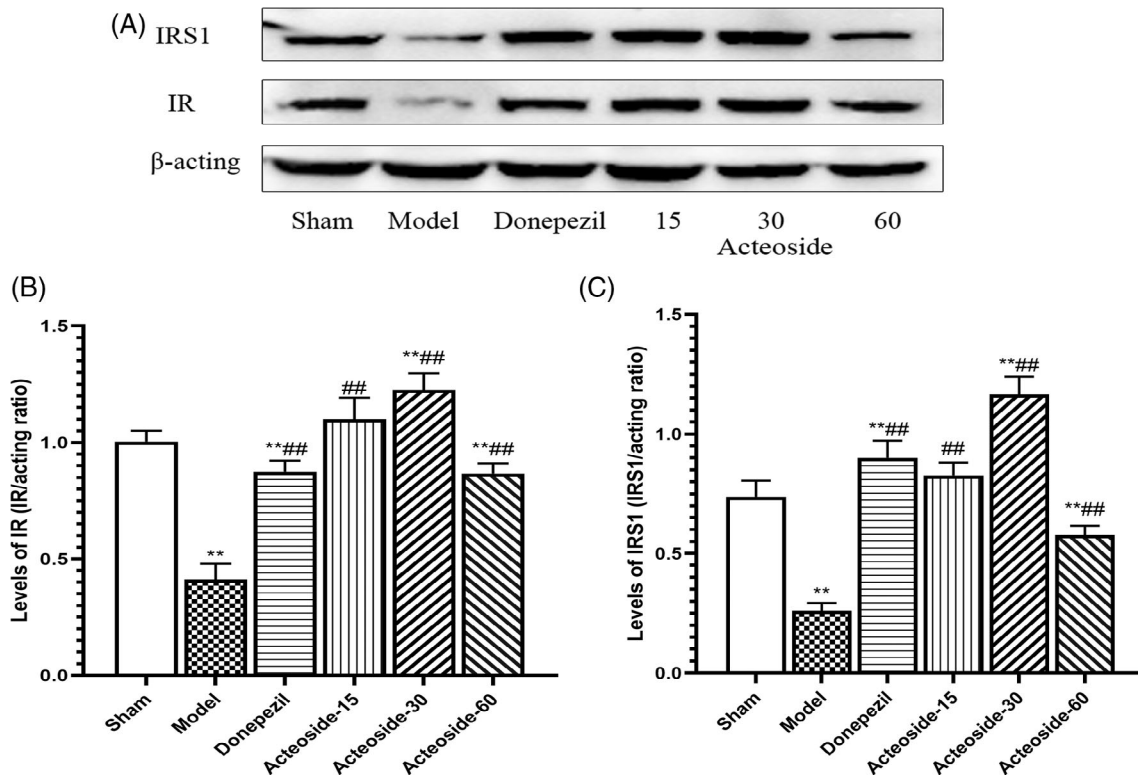 (A)
IRS1
IR
β-acting
Sham Model Donepezil 15 30 60
Acteoside
(B)
Levels of IR (IR/acting ratio)
1.5
1.0
0.5
0.0
**
**##
##
**##
**##
Sham
Model
Donepezil
Acteoside-15
Acteoside-30
Acteoside-60
(C)
Levels of IRS1 (IRS1/acting ratio)
1.5
1.0
0.5
0.0
**
**##
##
**##
**##
Sham
Model
Donepezil
Acteoside-15
Acteoside-30
Acteoside-60